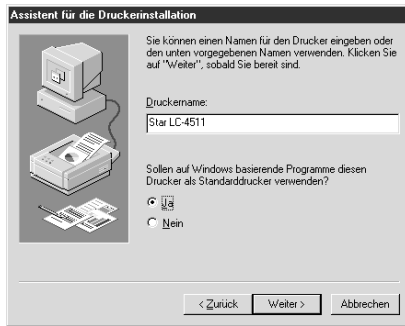 Assistent für die Druckerinstallation
Sie können einen Namen für den Drucker eingeben oder
den unten vorgegebenen Namen verwenden. Klicken Sie
auf "Weiter", sobald Sie bereit sind.
Druckername:
Star LC-4511
Sollen auf Windows basierende Programme diesen
Drucker als Standarddrucker verwenden?
Ja
Nein
< Zurück
Weiter >
Abbrechen